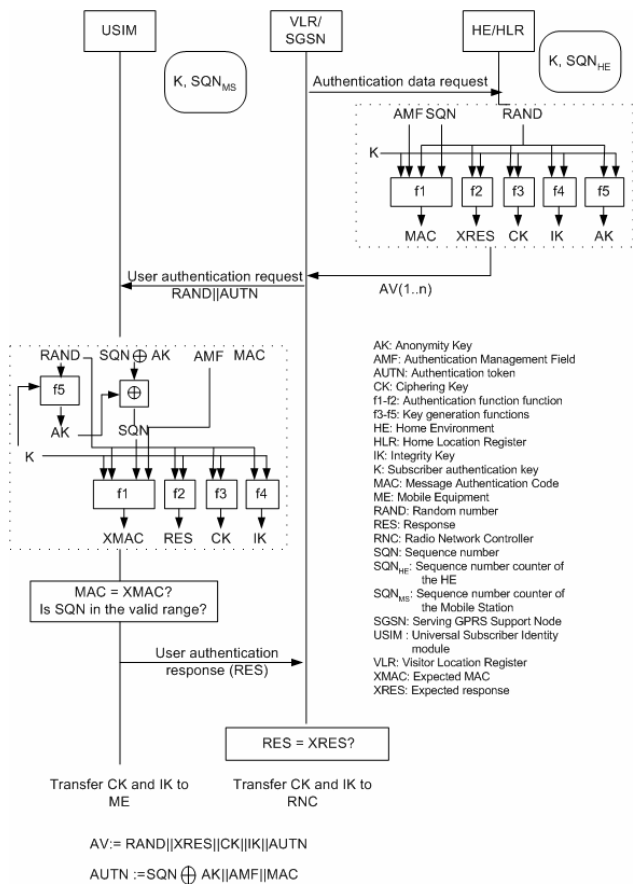 USIM
VLR/
SGSN
HE/HLR
K, SQNMS
K, SQNHE
Authentication data request
AMF SQN RAND
K
f1 f2 f3 f4 f5
MAC XRES CK IK AK
User authentication request
RAND||AUTN
AV(1..n)
RAND SQN ⊕ AK AMF MAC
f5 ⊕
AK SQN
K
f1 f2 f3 f4
XMAC RES CK IK
MAC = XMAC?
Is SQN in the valid range?
User authentication
response (RES)
RES = XRES?
Transfer CK and IK to
ME
Transfer CK and IK to
RNC
AK: Anonymity Key
AMF: Authentication Management Field
AUTN: Authentication token
CK: Ciphering Key
f1-f2: Authentication function function
f3-f5: Key generation functions
HE: Home Environment
HLR: Home Location Register
IK: Integrity Key
K: Subscriber authentication key
MAC: Message Authentication Code
ME: Mobile Equipment
RAND: Random number
RES: Response
RNC: Radio Network Controller
SQN: Sequence number
SQNHE: Sequence number counter of
the HE
SQNMS: Sequence number counter of
the Mobile Station
SGSN: Serving GPRS Support Node
USIM : Universal Subscriber Identity
module
VLR: Visitor Location Register
XMAC: Expected MAC
XRES: Expected response
AV:= RAND||XRES||CK||IK||AUTN
AUTN :=SQN ⊕ AK||AMF||MAC